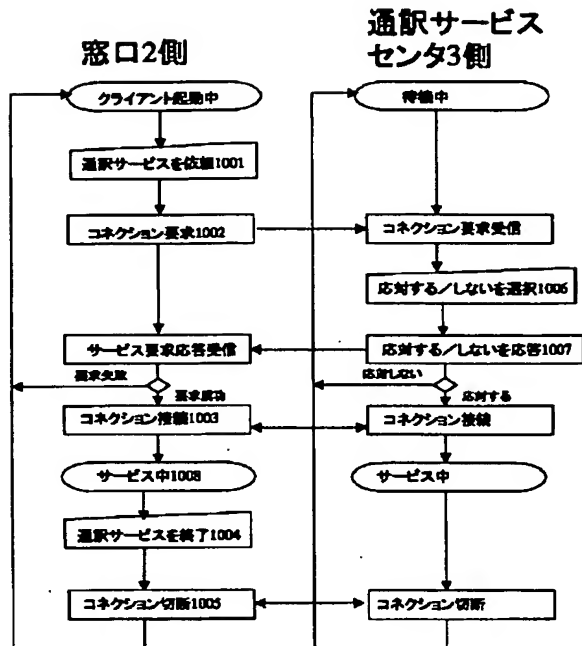 窓口2側
通訳サービス
センタ3側
クライアント起動中
待機中
通訳サービスを依頼1001
コネクション要求1002
コネクション要求受信
応対する/しないを選択1006
サービス要求応答受信
応対する/しないを応答1007
要求失敗
要求成功
応対しない
応対する
コネクション接続1003
コネクション接続
サービス中1008
サービス中
通訳サービスを終了1004
コネクション切断1005
コネクション切断